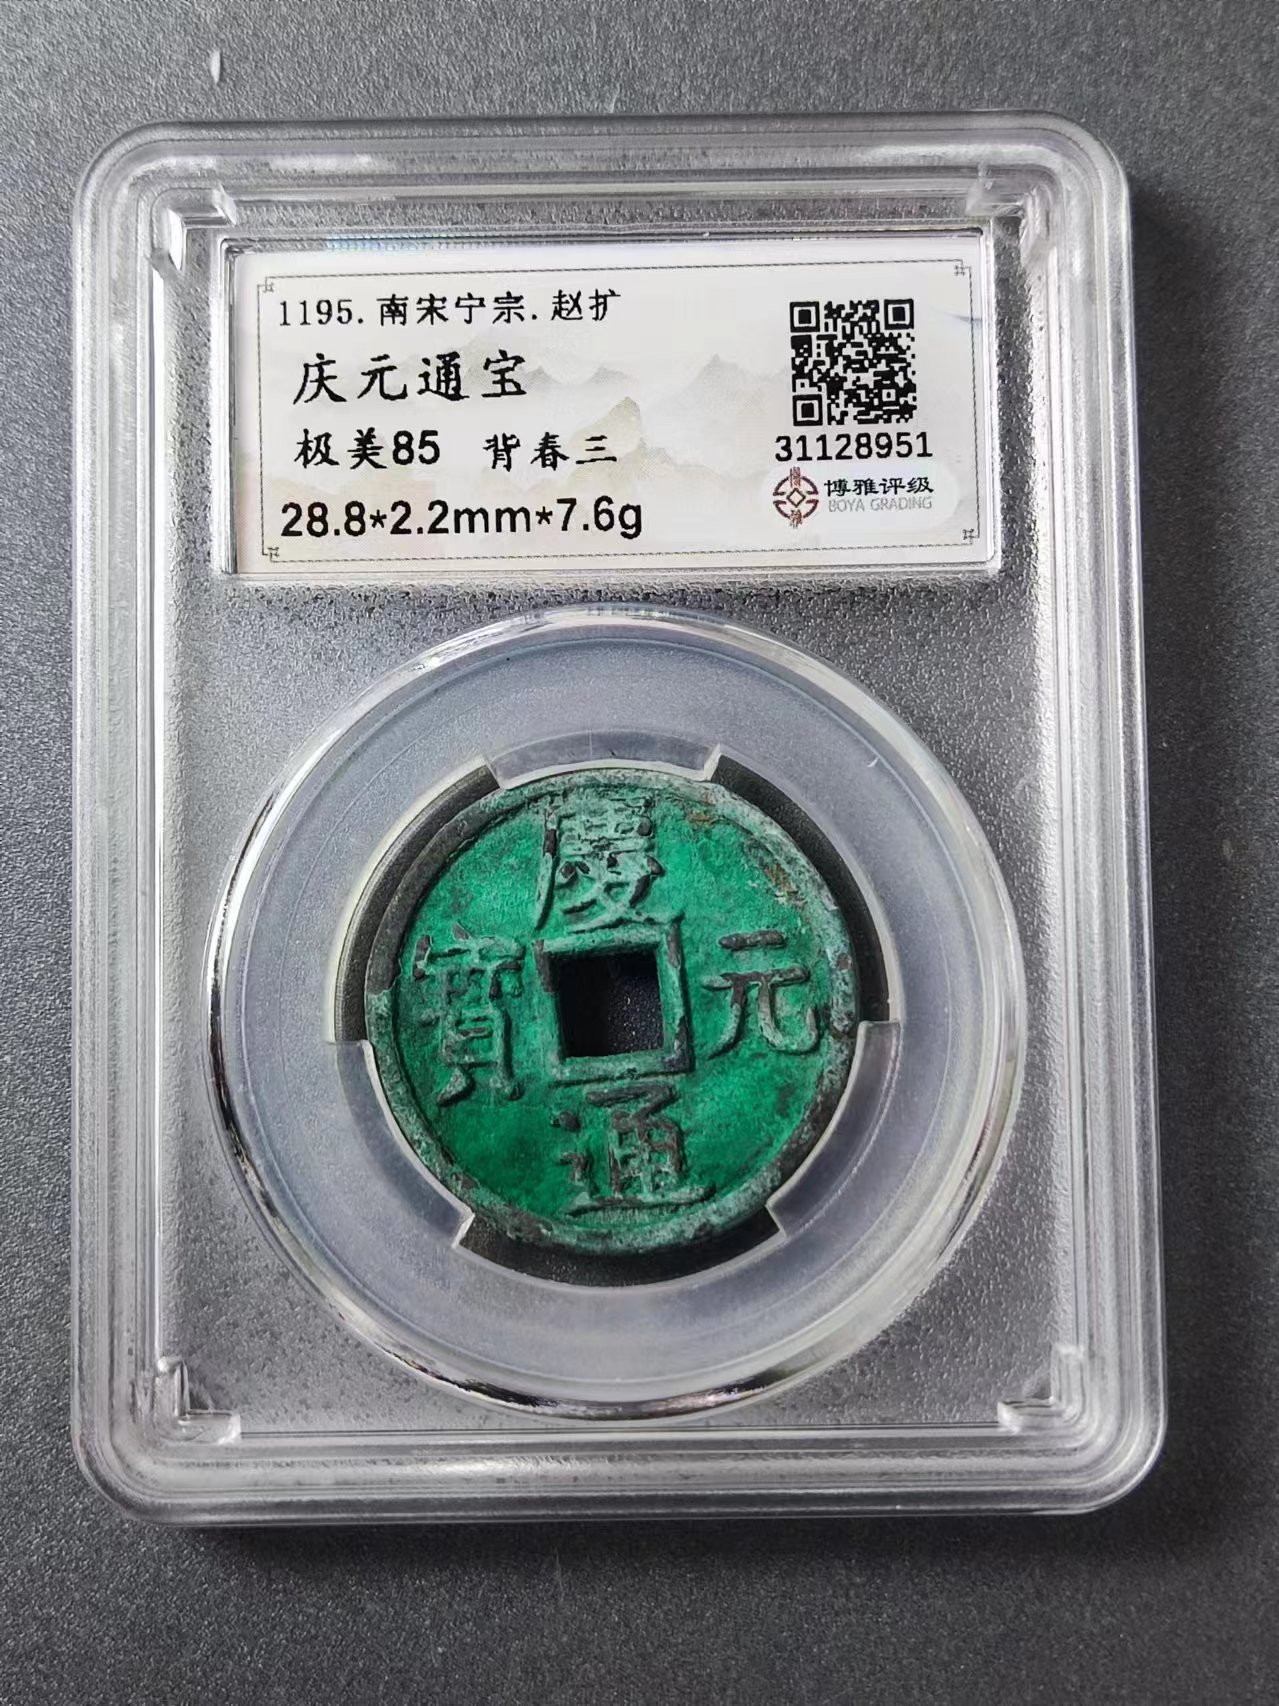 1195.南宋宁宗.赵扩
庆元通宝
极美85 背春三
28.8*2.2mm*7.6g
31128951
博雅评级
BOYA GRADING
慶
元
通
寳